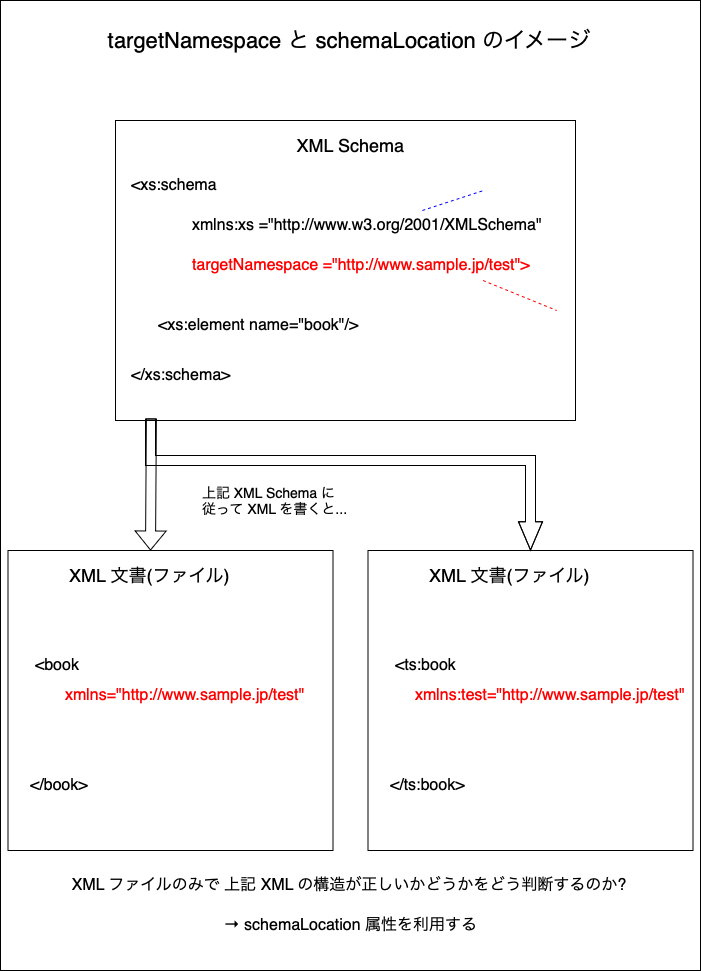 targetNamespace と schemaLocation のイメージ
XML Schema
<xs:schema
xmlns:xs ="http://www.w3.org/2001/XMLSchema"
targetNamespace ="http://www.sample.jp/test">
<xs:element name="book"/>
</xs:schema>
上記 XML Schema に
従って XML を書くと...
XML 文書(ファイル)
<book
xmlns="http://www.sample.jp/test"
</book>
XML 文書(ファイル)
<ts:book
xmlns:test="http://www.sample.jp/test"
</ts:book>
XML ファイルのみで 上記 XML の構造が正しいかどうかをどう判断するのか?
→ schemaLocation 属性を利用する